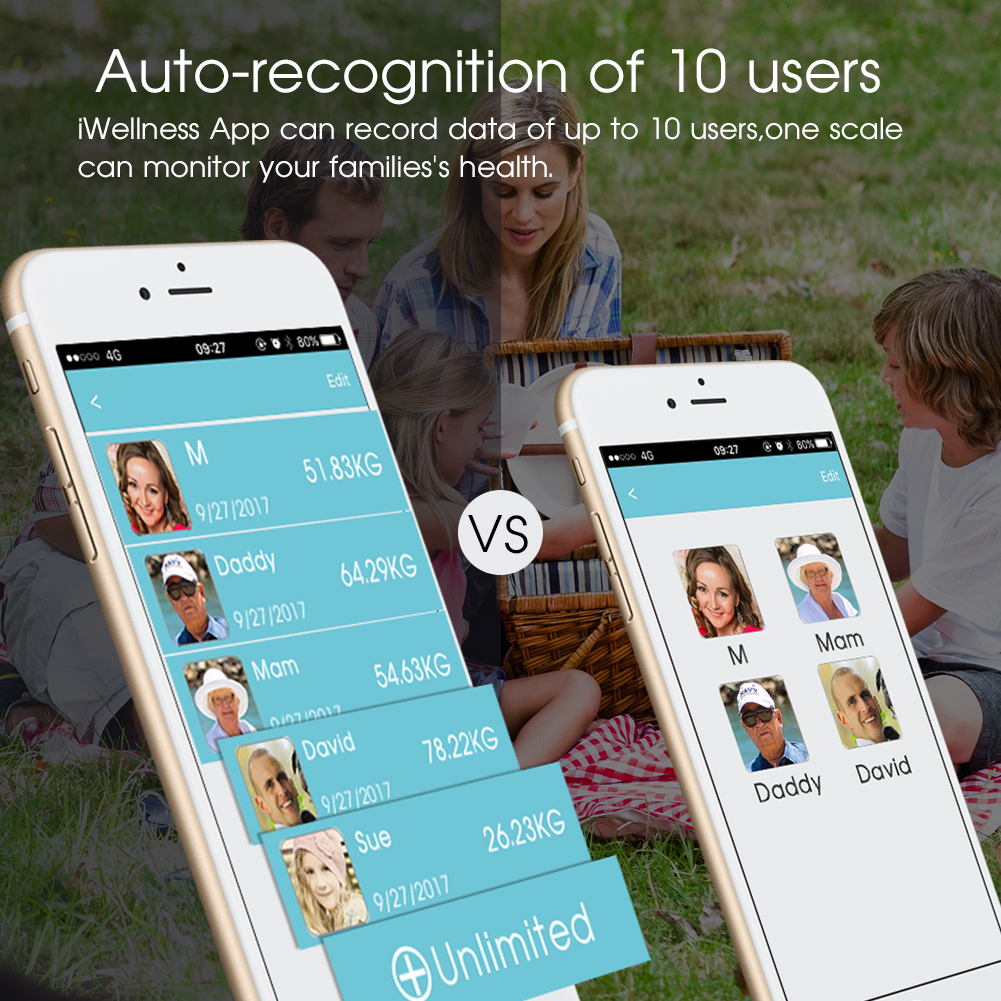 Auto-recognition of 10 users
iWellness App can record data of up to 10 users,one scale
can monitor your families's health.
4G
09:27
80%
<
Edit
M
51.83KG
9/27/2017
Daddy
64.29KG
9/27/2017
Mam
54.63KG
9/27/2017
David
78.22KG
9/27/2017
Sue
26.23KG
9/27/2017
Unlimited
VS
4G
09:27
80%
<
Edit
M
Mam
Daddy
David